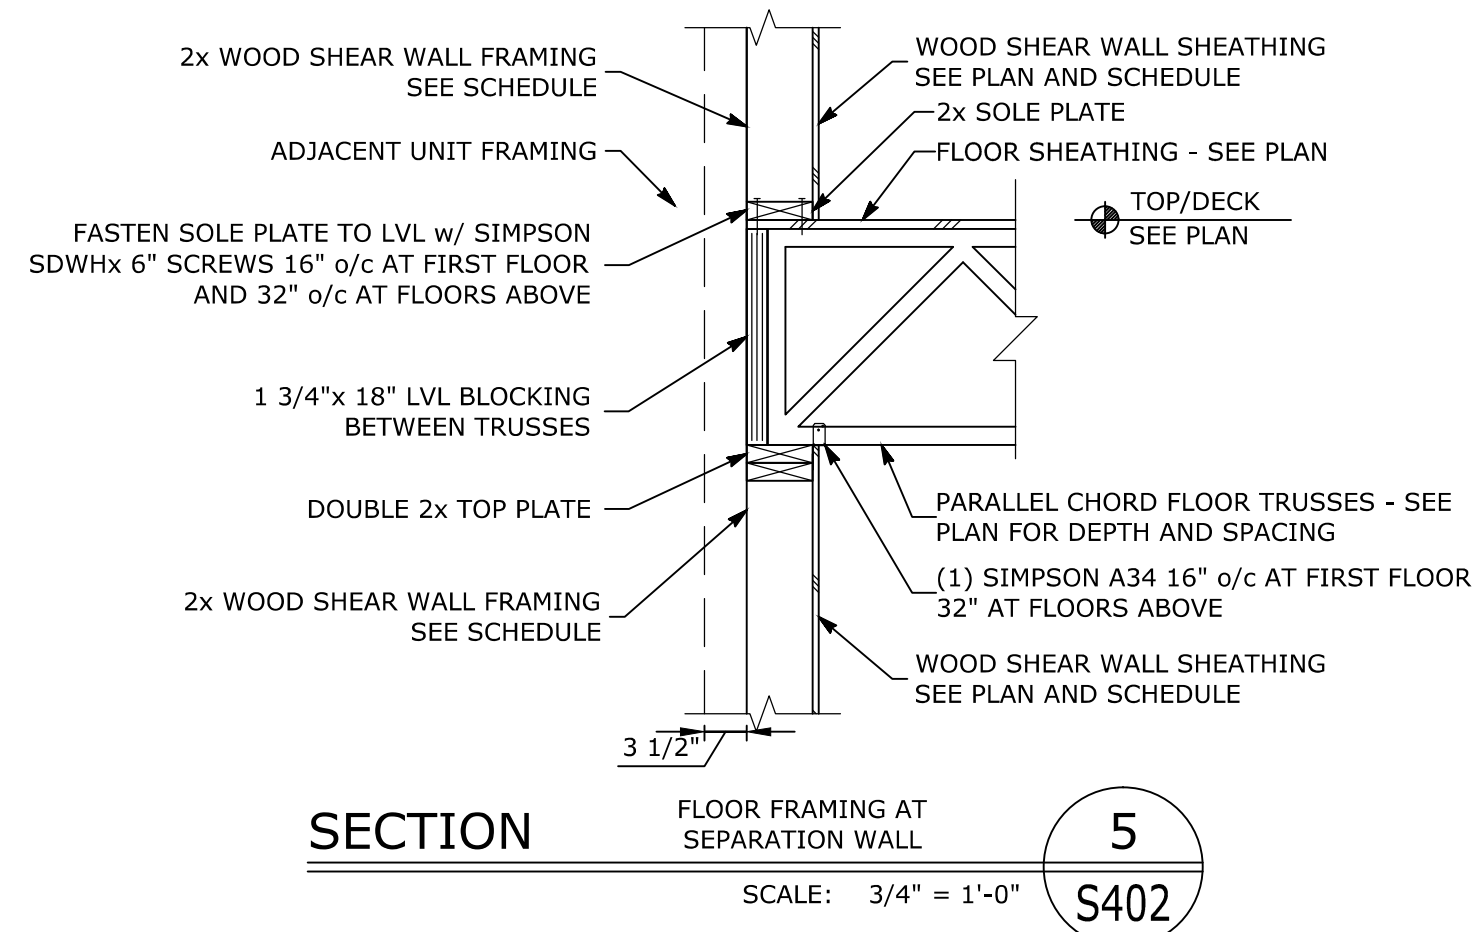 2x WOOD SHEAR WALL FRAMING
SEE SCHEDULE
ADJACENT UNIT FRAMING
FASTEN SOLE PLATE TO LVL w/ SIMPSON
SDWHx 6" SCREWS 16" o/c AT FIRST FLOOR
AND 32" o/c AT FLOORS ABOVE
1 3/4"x 18" LVL BLOCKING
BETWEEN TRUSSES
DOUBLE 2x TOP PLATE
2x WOOD SHEAR WALL FRAMING
SEE SCHEDULE
WOOD SHEAR WALL SHEATHING
SEE PLAN AND SCHEDULE
2x SOLE PLATE
FLOOR SHEATHING - SEE PLAN
TOP/DECK
SEE PLAN
PARALLEL CHORD FLOOR TRUSSES - SEE
PLAN FOR DEPTH AND SPACING
(1) SIMPSON A34 16" o/c AT FIRST FLOOR
32" AT FLOORS ABOVE
WOOD SHEAR WALL SHEATHING
SEE PLAN AND SCHEDULE
3 1/2"
SECTION
FLOOR FRAMING AT
SEPARATION WALL
5
SCALE: 3/4" = 1'-0"
S402